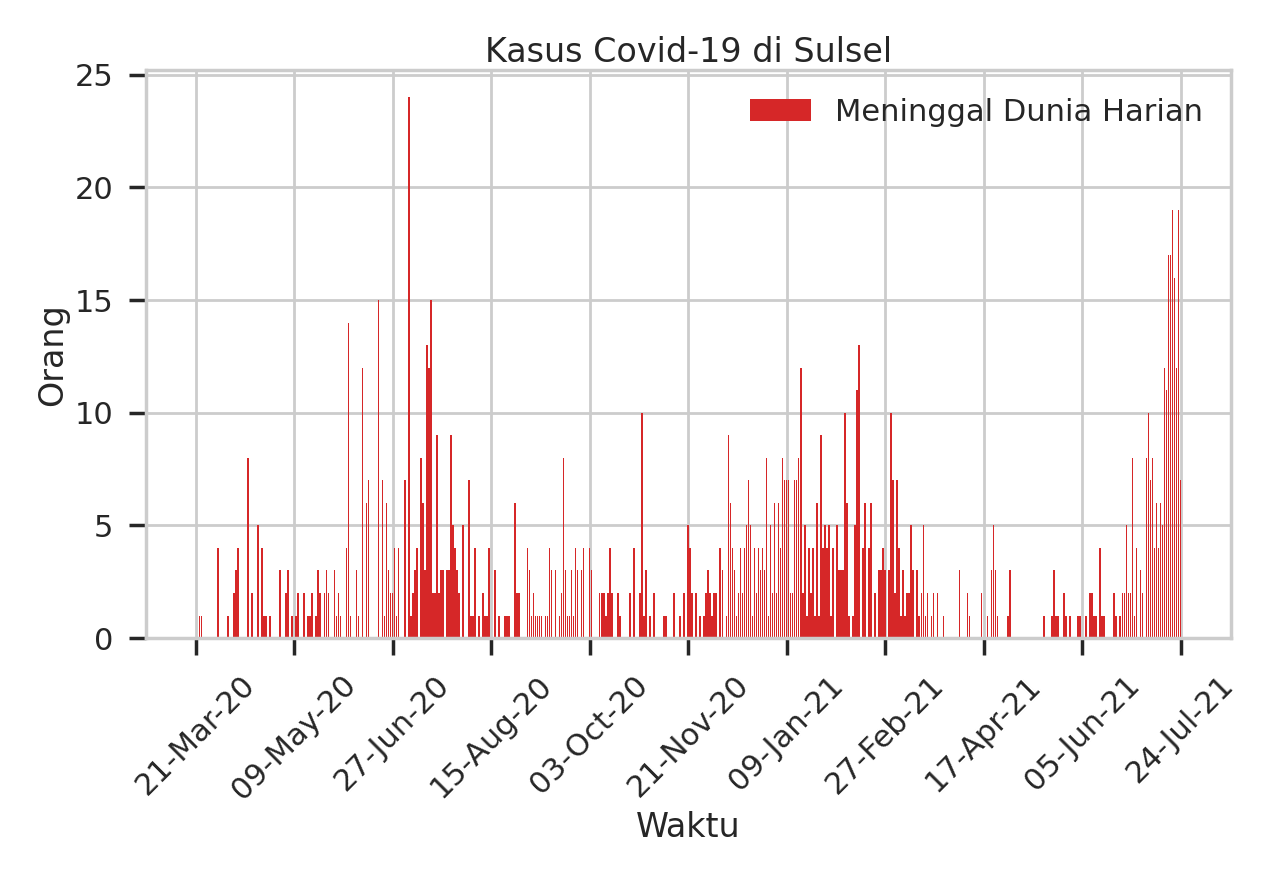 Kasus Covid-19 di Sulsel
Meninggal Dunia Harian
Orang
25
20
15
10
5
0
21-Mar-20
09-May-20
27-Jun-20
15-Aug-20
03-Oct-20
21-Nov-20
09-Jan-21
27-Feb-21
17-Apr-21
05-Jun-21
24-Jul-21
Waktu